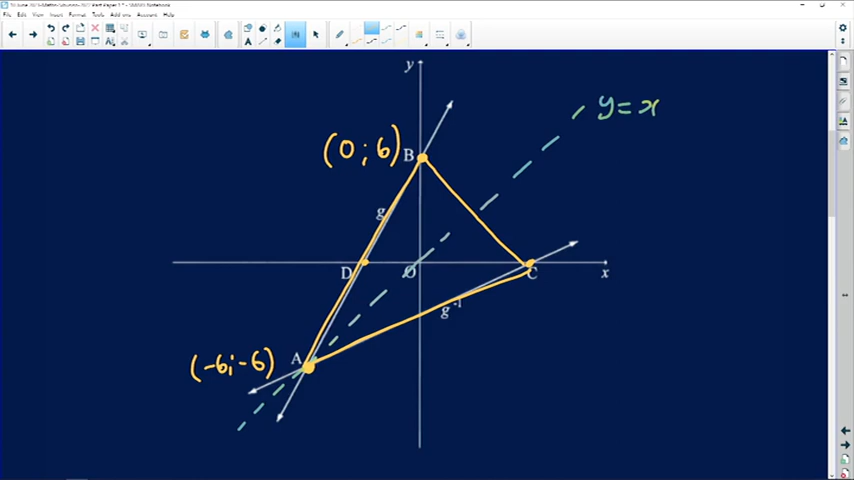 File Edit View Insert Format Tools Add-ons Account Help
y
y = x
(0 ; 6) B
g
D O C x
g⁻¹
(-6; -6) A